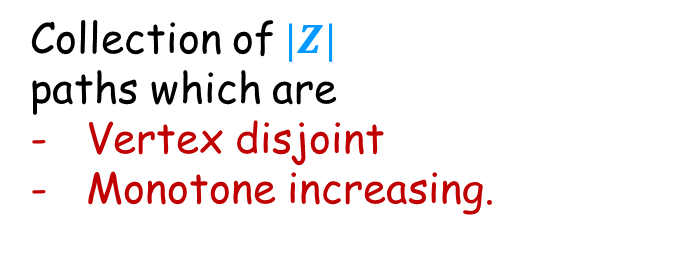 Collection of |Z|
paths which are
- Vertex disjoint
- Monotone increasing.